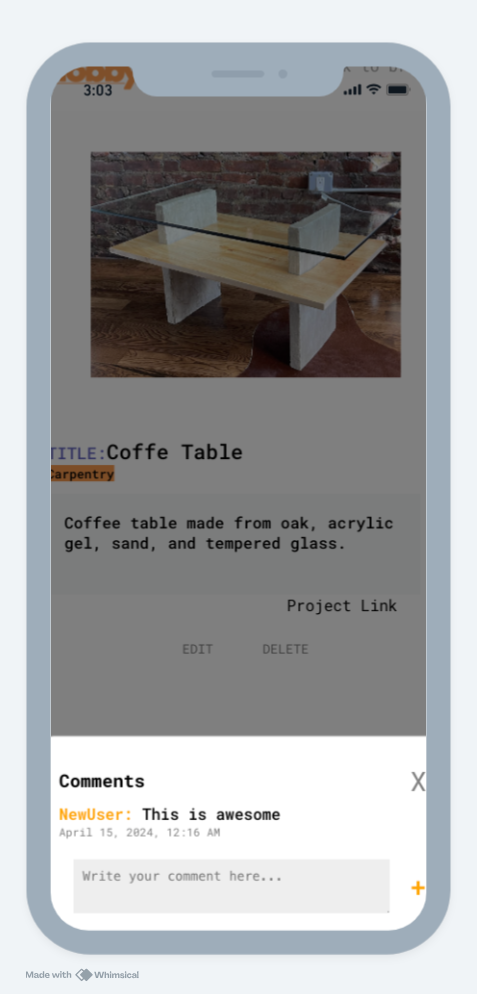 3:03
TITLE:Coffe Table
Carpentry
Coffee table made from oak, acrylic
gel, sand, and tempered glass.
Project Link
EDIT DELETE
Comments X
NewUser: This is awesome
April 15, 2024, 12:16 AM
Write your comment here...
+
Made with Whimsical